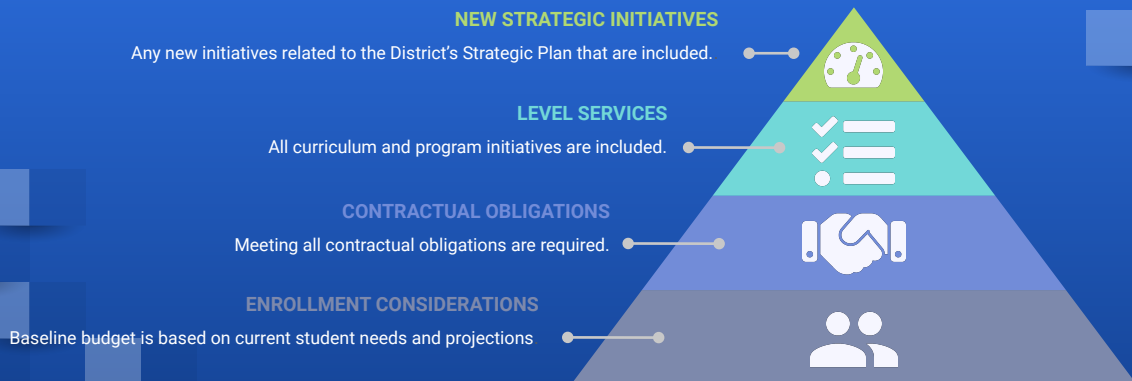 NEW STRATEGIC INITIATIVES
Any new initiatives related to the District’s Strategic Plan that are included.
LEVEL SERVICES
All curriculum and program initiatives are included.
CONTRACTUAL OBLIGATIONS
Meeting all contractual obligations are required.
ENROLLMENT CONSIDERATIONS
Baseline budget is based on current student needs and projections.